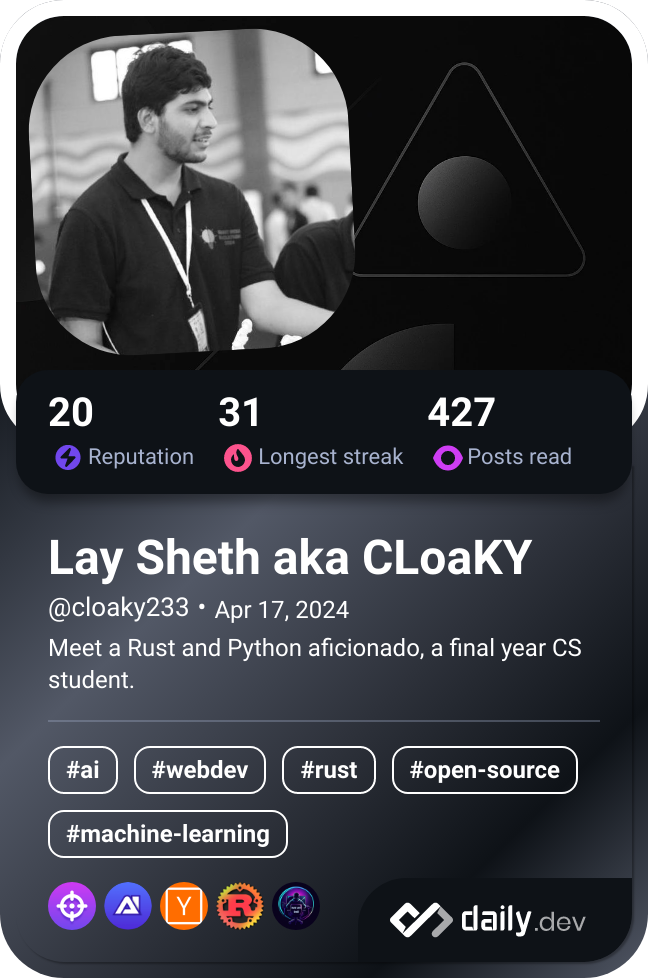 20 31 427
Reputation Longest streak Posts read
Lay Sheth aka CLoaKY
@cloaky233 • Apr 17, 2024
Meet a Rust and Python aficionado, a final year CS
student.
#ai #webdev #rust #open-source
#machine-learning
AI Y R
daily.dev